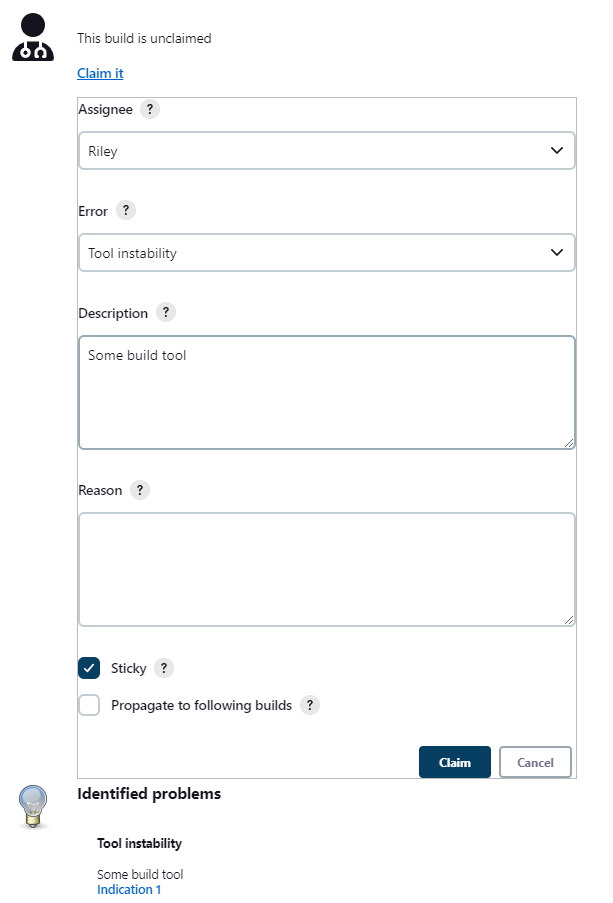 This build is unclaimed
Claim it
Assignee ?
Riley
Error ?
Tool instability
Description ?
Some build tool
Reason ?
Sticky ?
Propagate to following builds ?
Claim Cancel
Identified problems
Tool instability
Some build tool
Indication 1